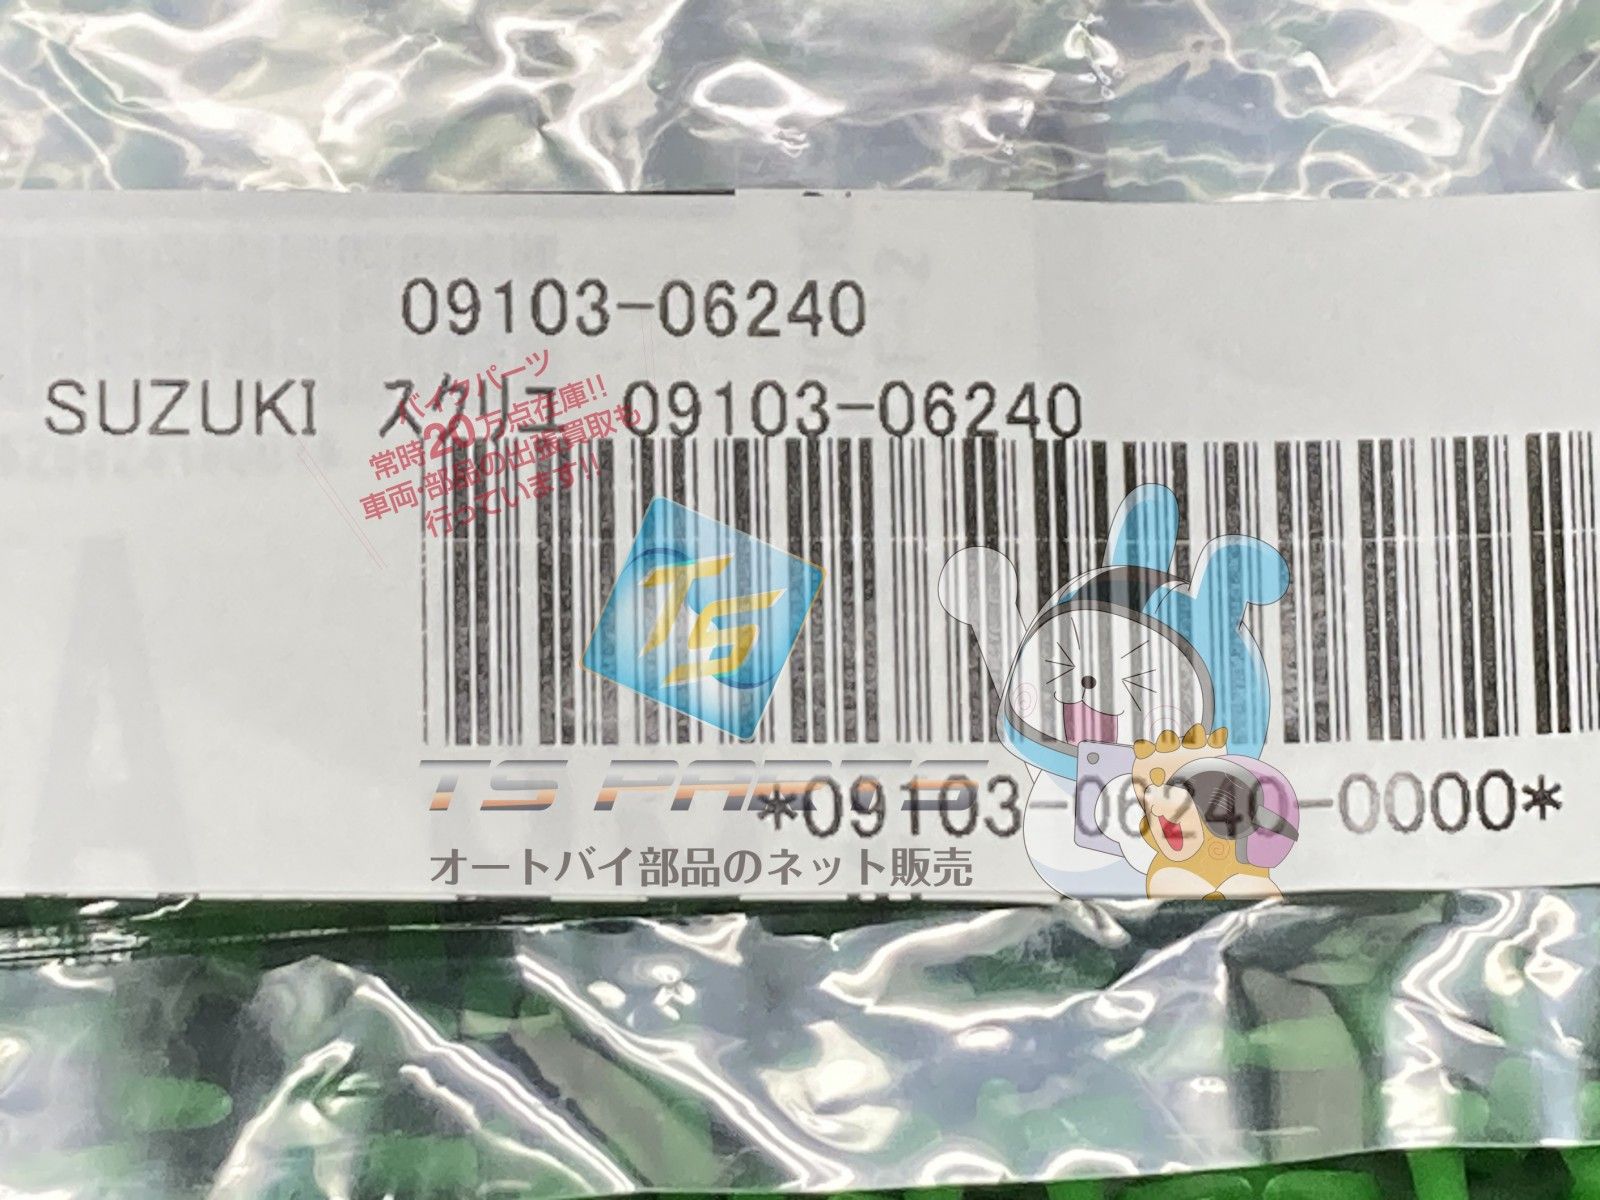 09103-06240
SUZUKI スクリュ 09103-06240
バイクパーツ
常時20万点在庫!!
車両・部品の出張買取も
行っています!!
TS
TS PARTS
*09103-06240-0000*
オートバイ部品のネット販売